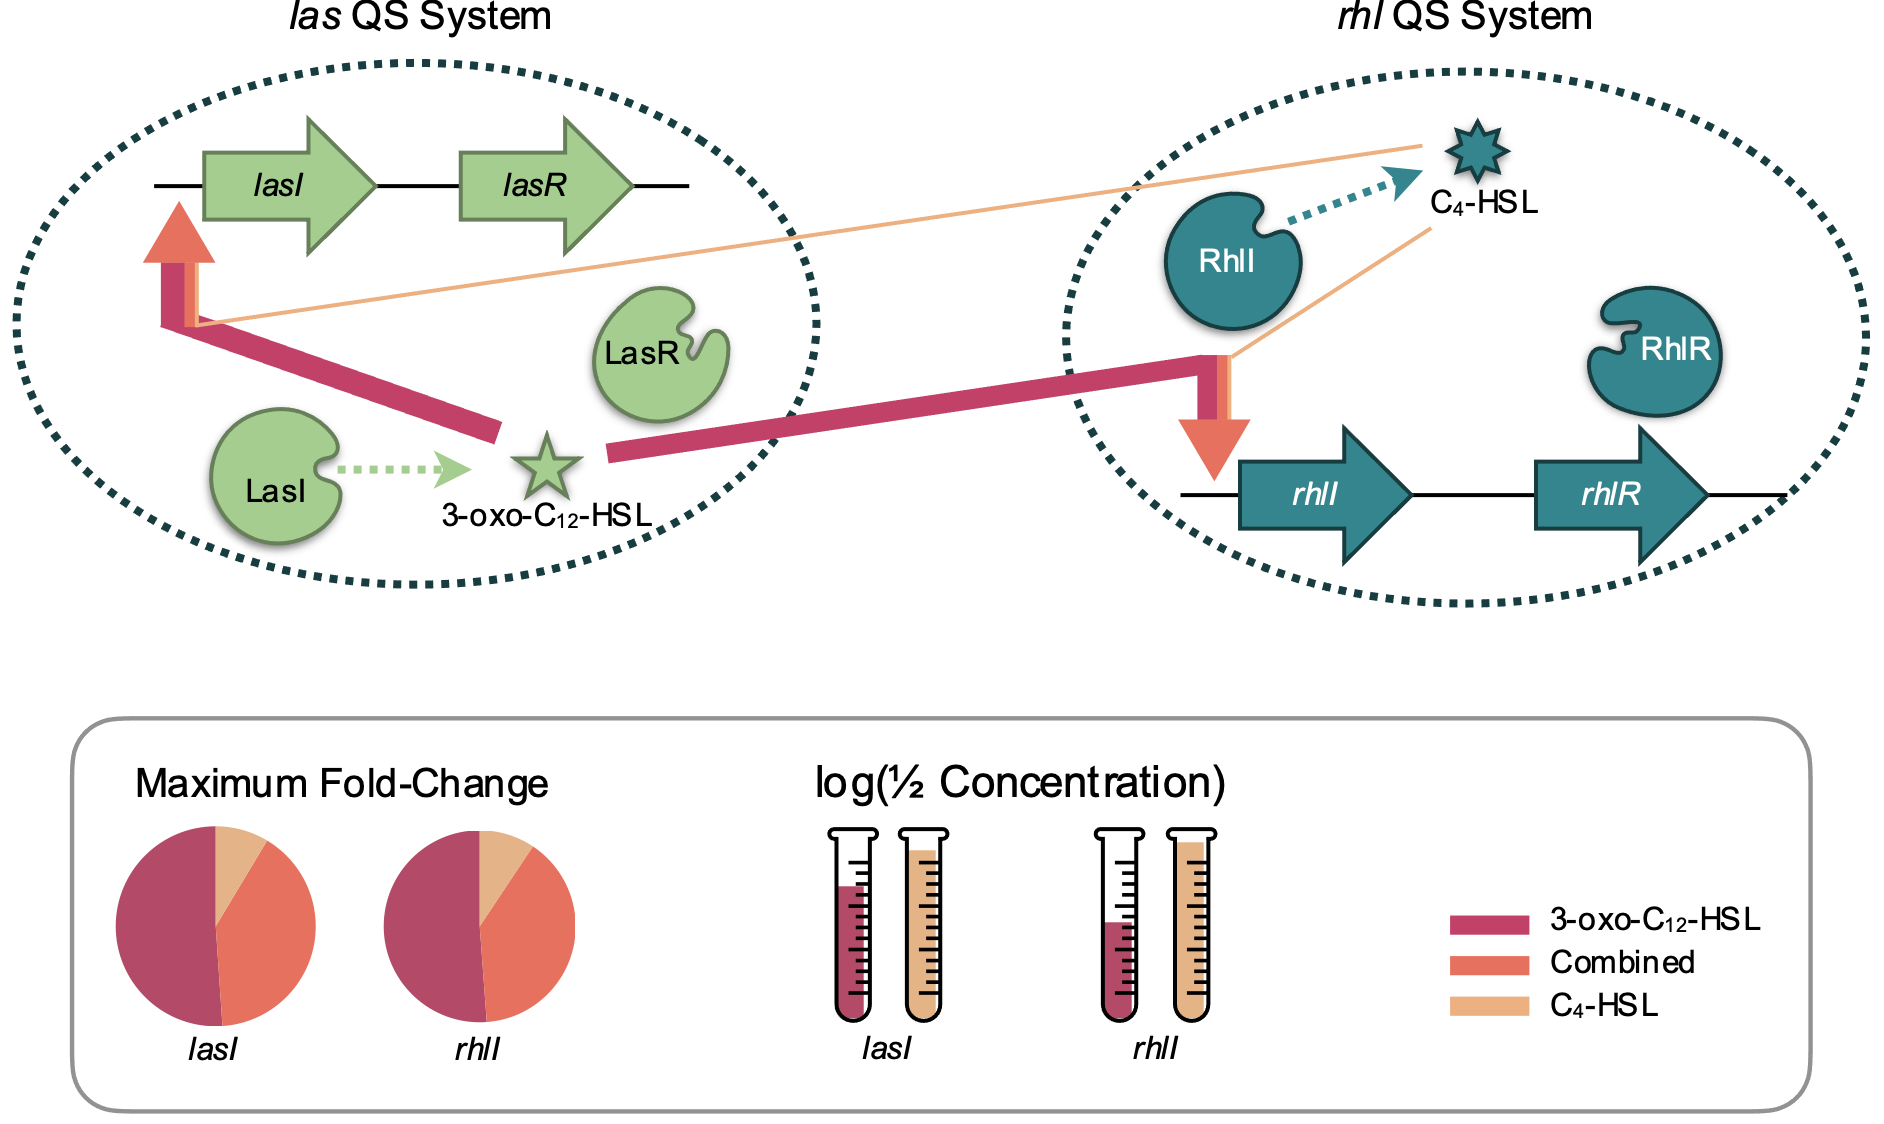 las QS System
rhl QS System
lasI
lasR
C₄-HSL
RhlI
LasR
RhlR
LasI
3-oxo-C₁₂-HSL
rhlI
rhlR
Maximum Fold-Change
log(½ Concentration)
3-oxo-C₁₂-HSL
Combined
C₄-HSL
lasI
rhlI
lasI
rhlI